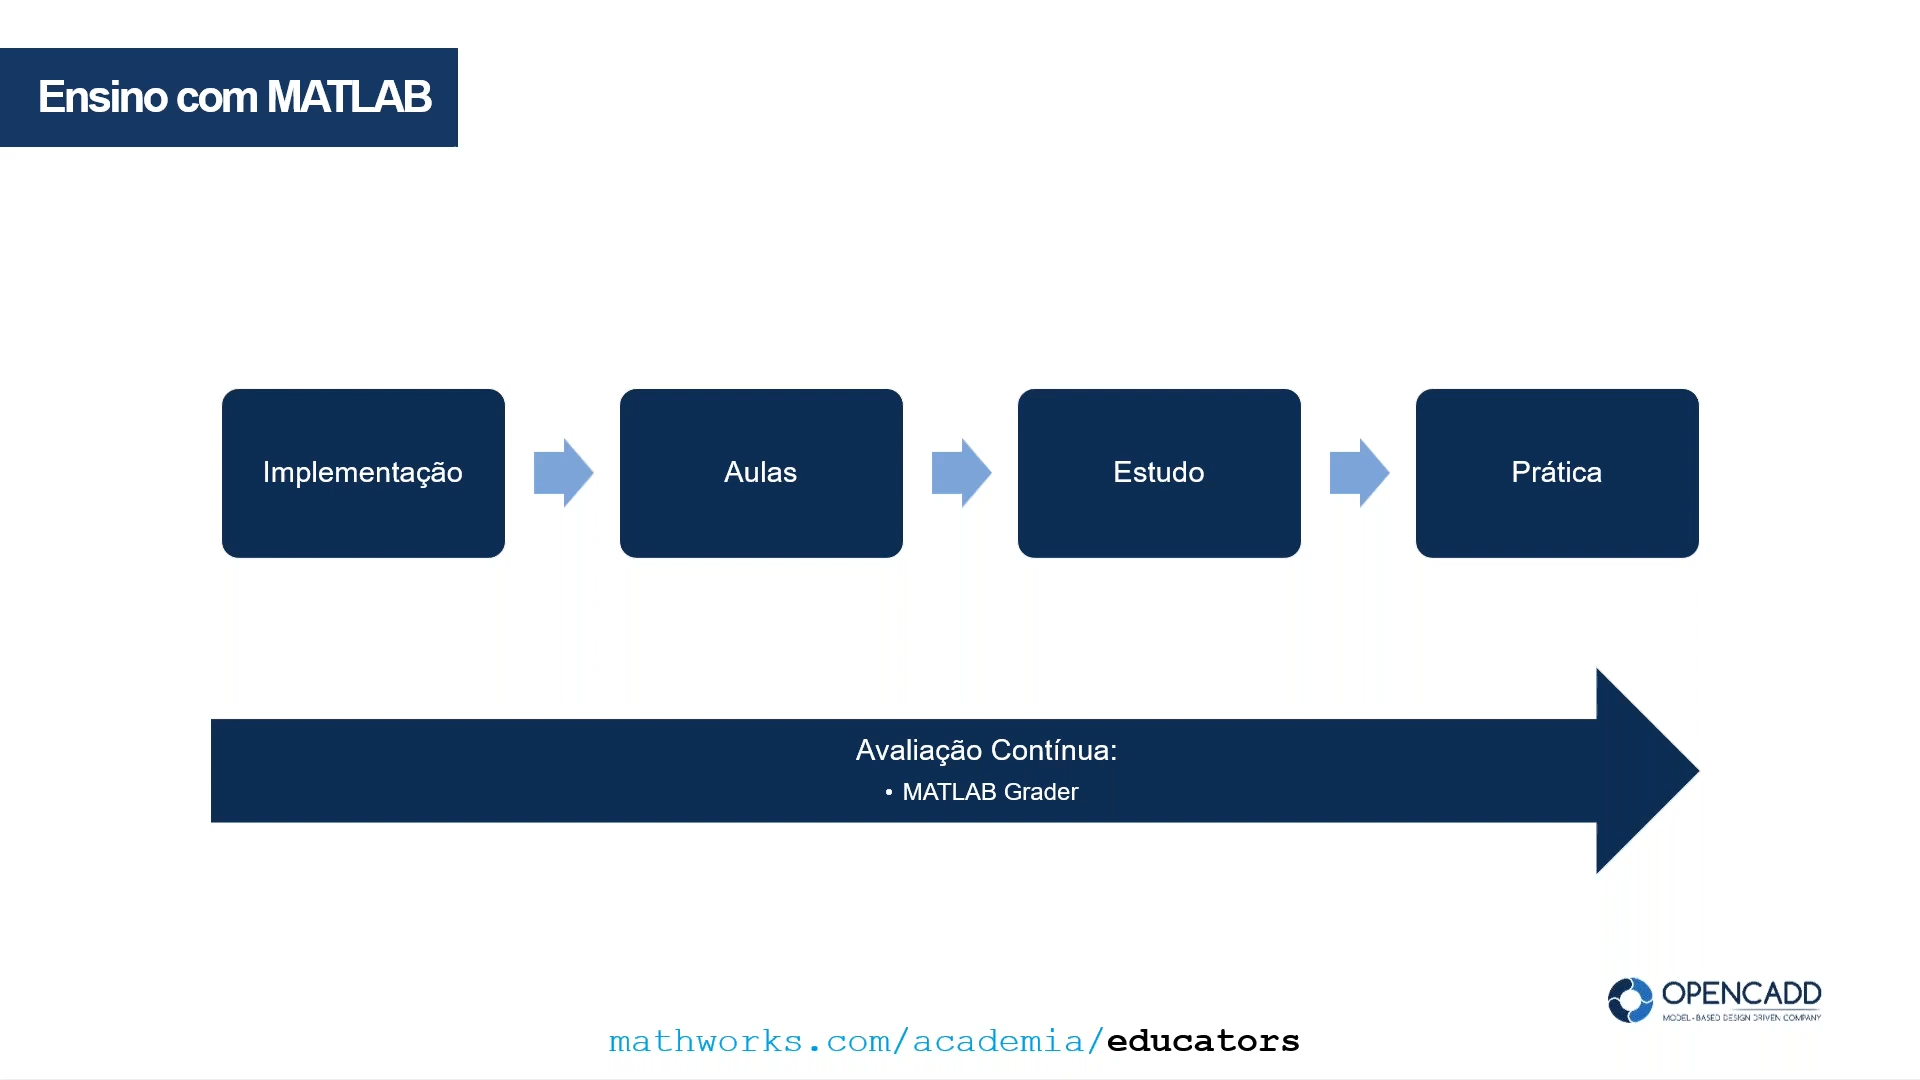 Ensino com MATLAB
Implementação
Aulas
Estudo
Prática
Avaliação Contínua:
• MATLAB Grader
OPENCADD
MODEL-BASED DESIGN DRIVEN COMPANY
mathworks.com/academia/educators